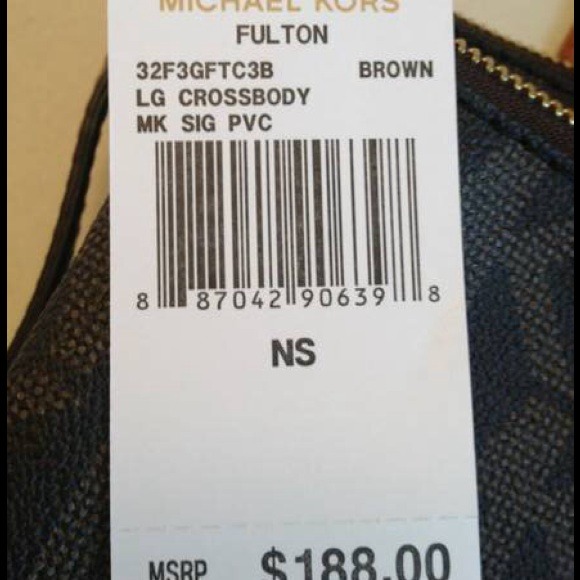 MICHAEL KORS
FULTON
32F3GFTC3B BROWN
LG CROSSBODY
MK SIG PVC
8 87042 90639 8
NS
MSRP $188.00